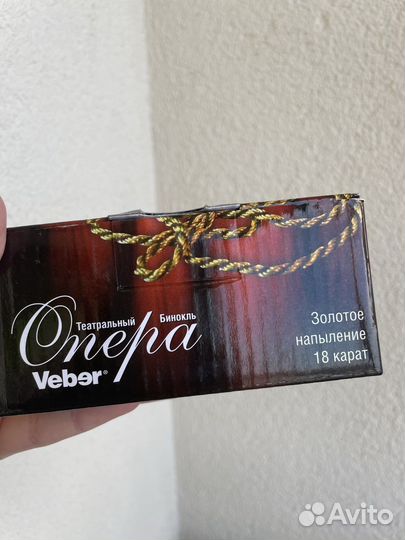 Театральный Бинокль
Опера
Veber®
Золотое
напыление
18 карат
Avito